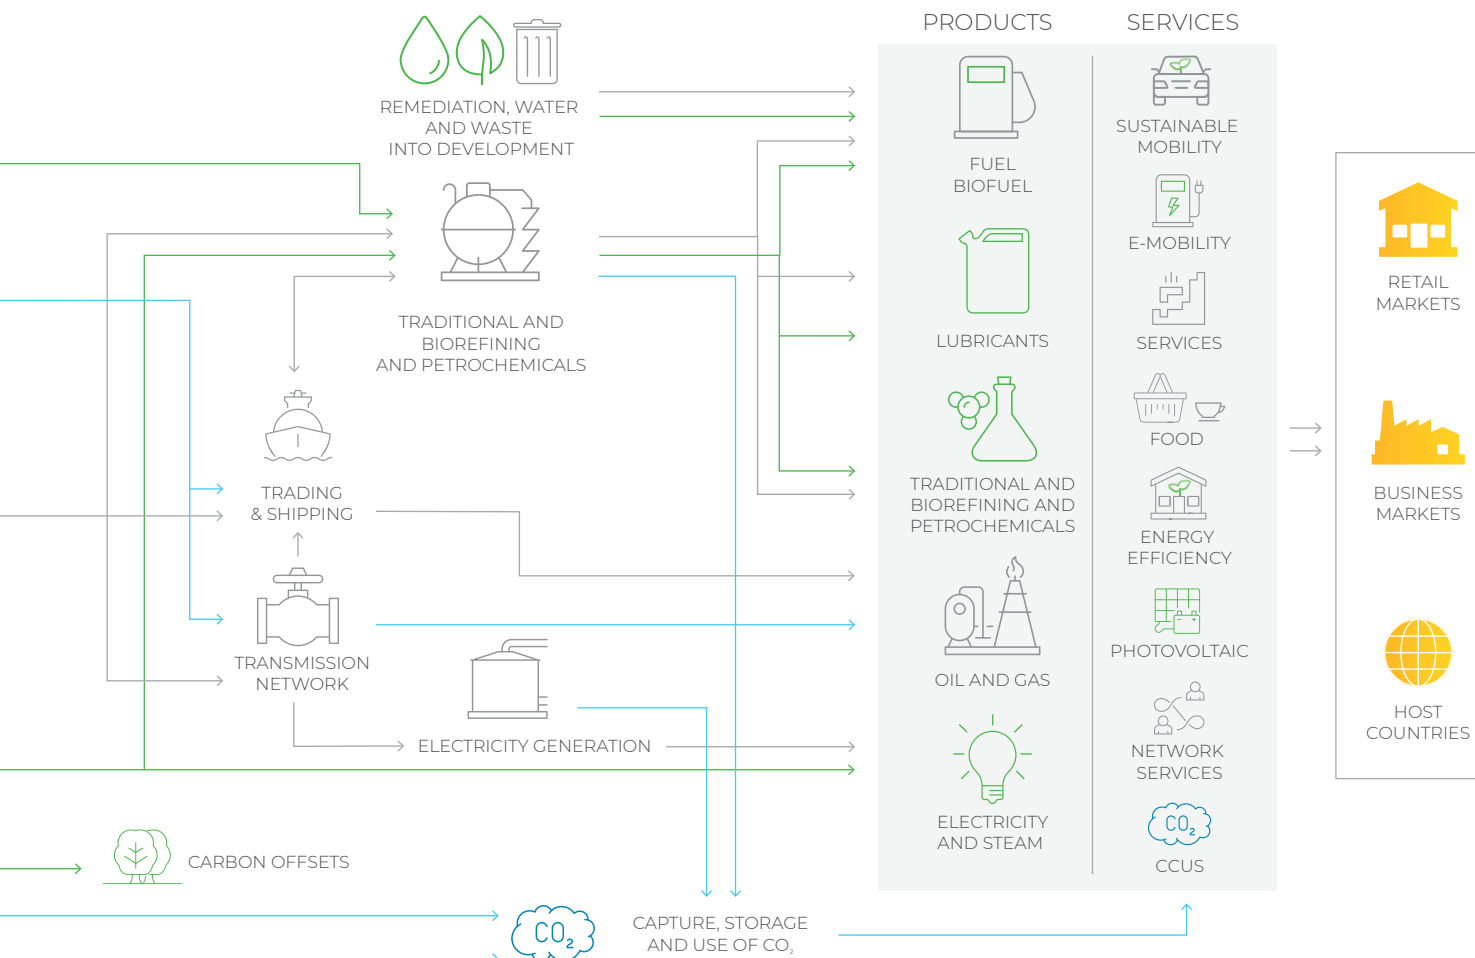 PRODUCTS
SERVICES
REMEDIATION, WATER
AND WASTE
INTO DEVELOPMENT
TRADITIONAL AND
BIOREFINING
AND PETROCHEMICALS
TRADING
& SHIPPING
TRANSMISSION
NETWORK
ELECTRICITY GENERATION
CARBON OFFSETS
CO₂
CAPTURE, STORAGE
AND USE OF CO₂
FUEL
BIOFUEL
LUBRICANTS
TRADITIONAL AND
BIOREFINING AND
PETROCHEMICALS
OIL AND GAS
ELECTRICITY
AND STEAM
SUSTAINABLE
MOBILITY
E-MOBILITY
SERVICES
FOOD
ENERGY
EFFICIENCY
PHOTOVOLTAIC
NETWORK
SERVICES
CO₂
CCUS
RETAIL
MARKETS
BUSINESS
MARKETS
HOST
COUNTRIES